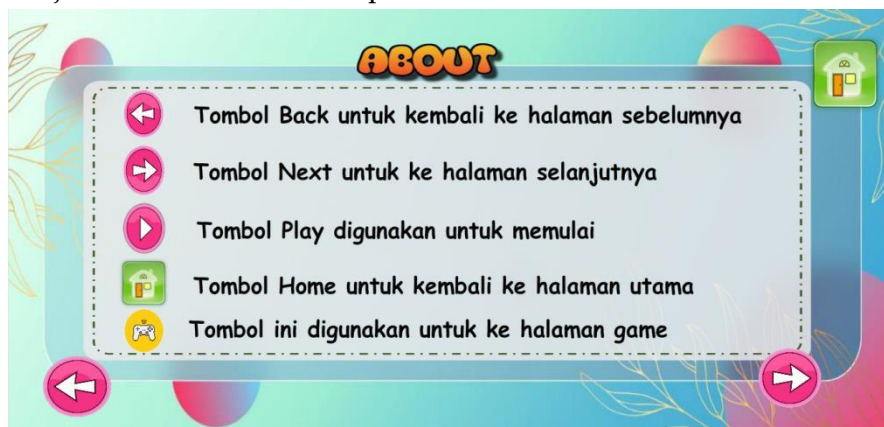 ABOUT
Tombol Back untuk kembali ke halaman sebelumnya
Tombol Next untuk ke halaman selanjutnya
Tombol Play digunakan untuk memulai
Tombol Home untuk kembali ke halaman utama
Tombol ini digunakan untuk ke halaman game